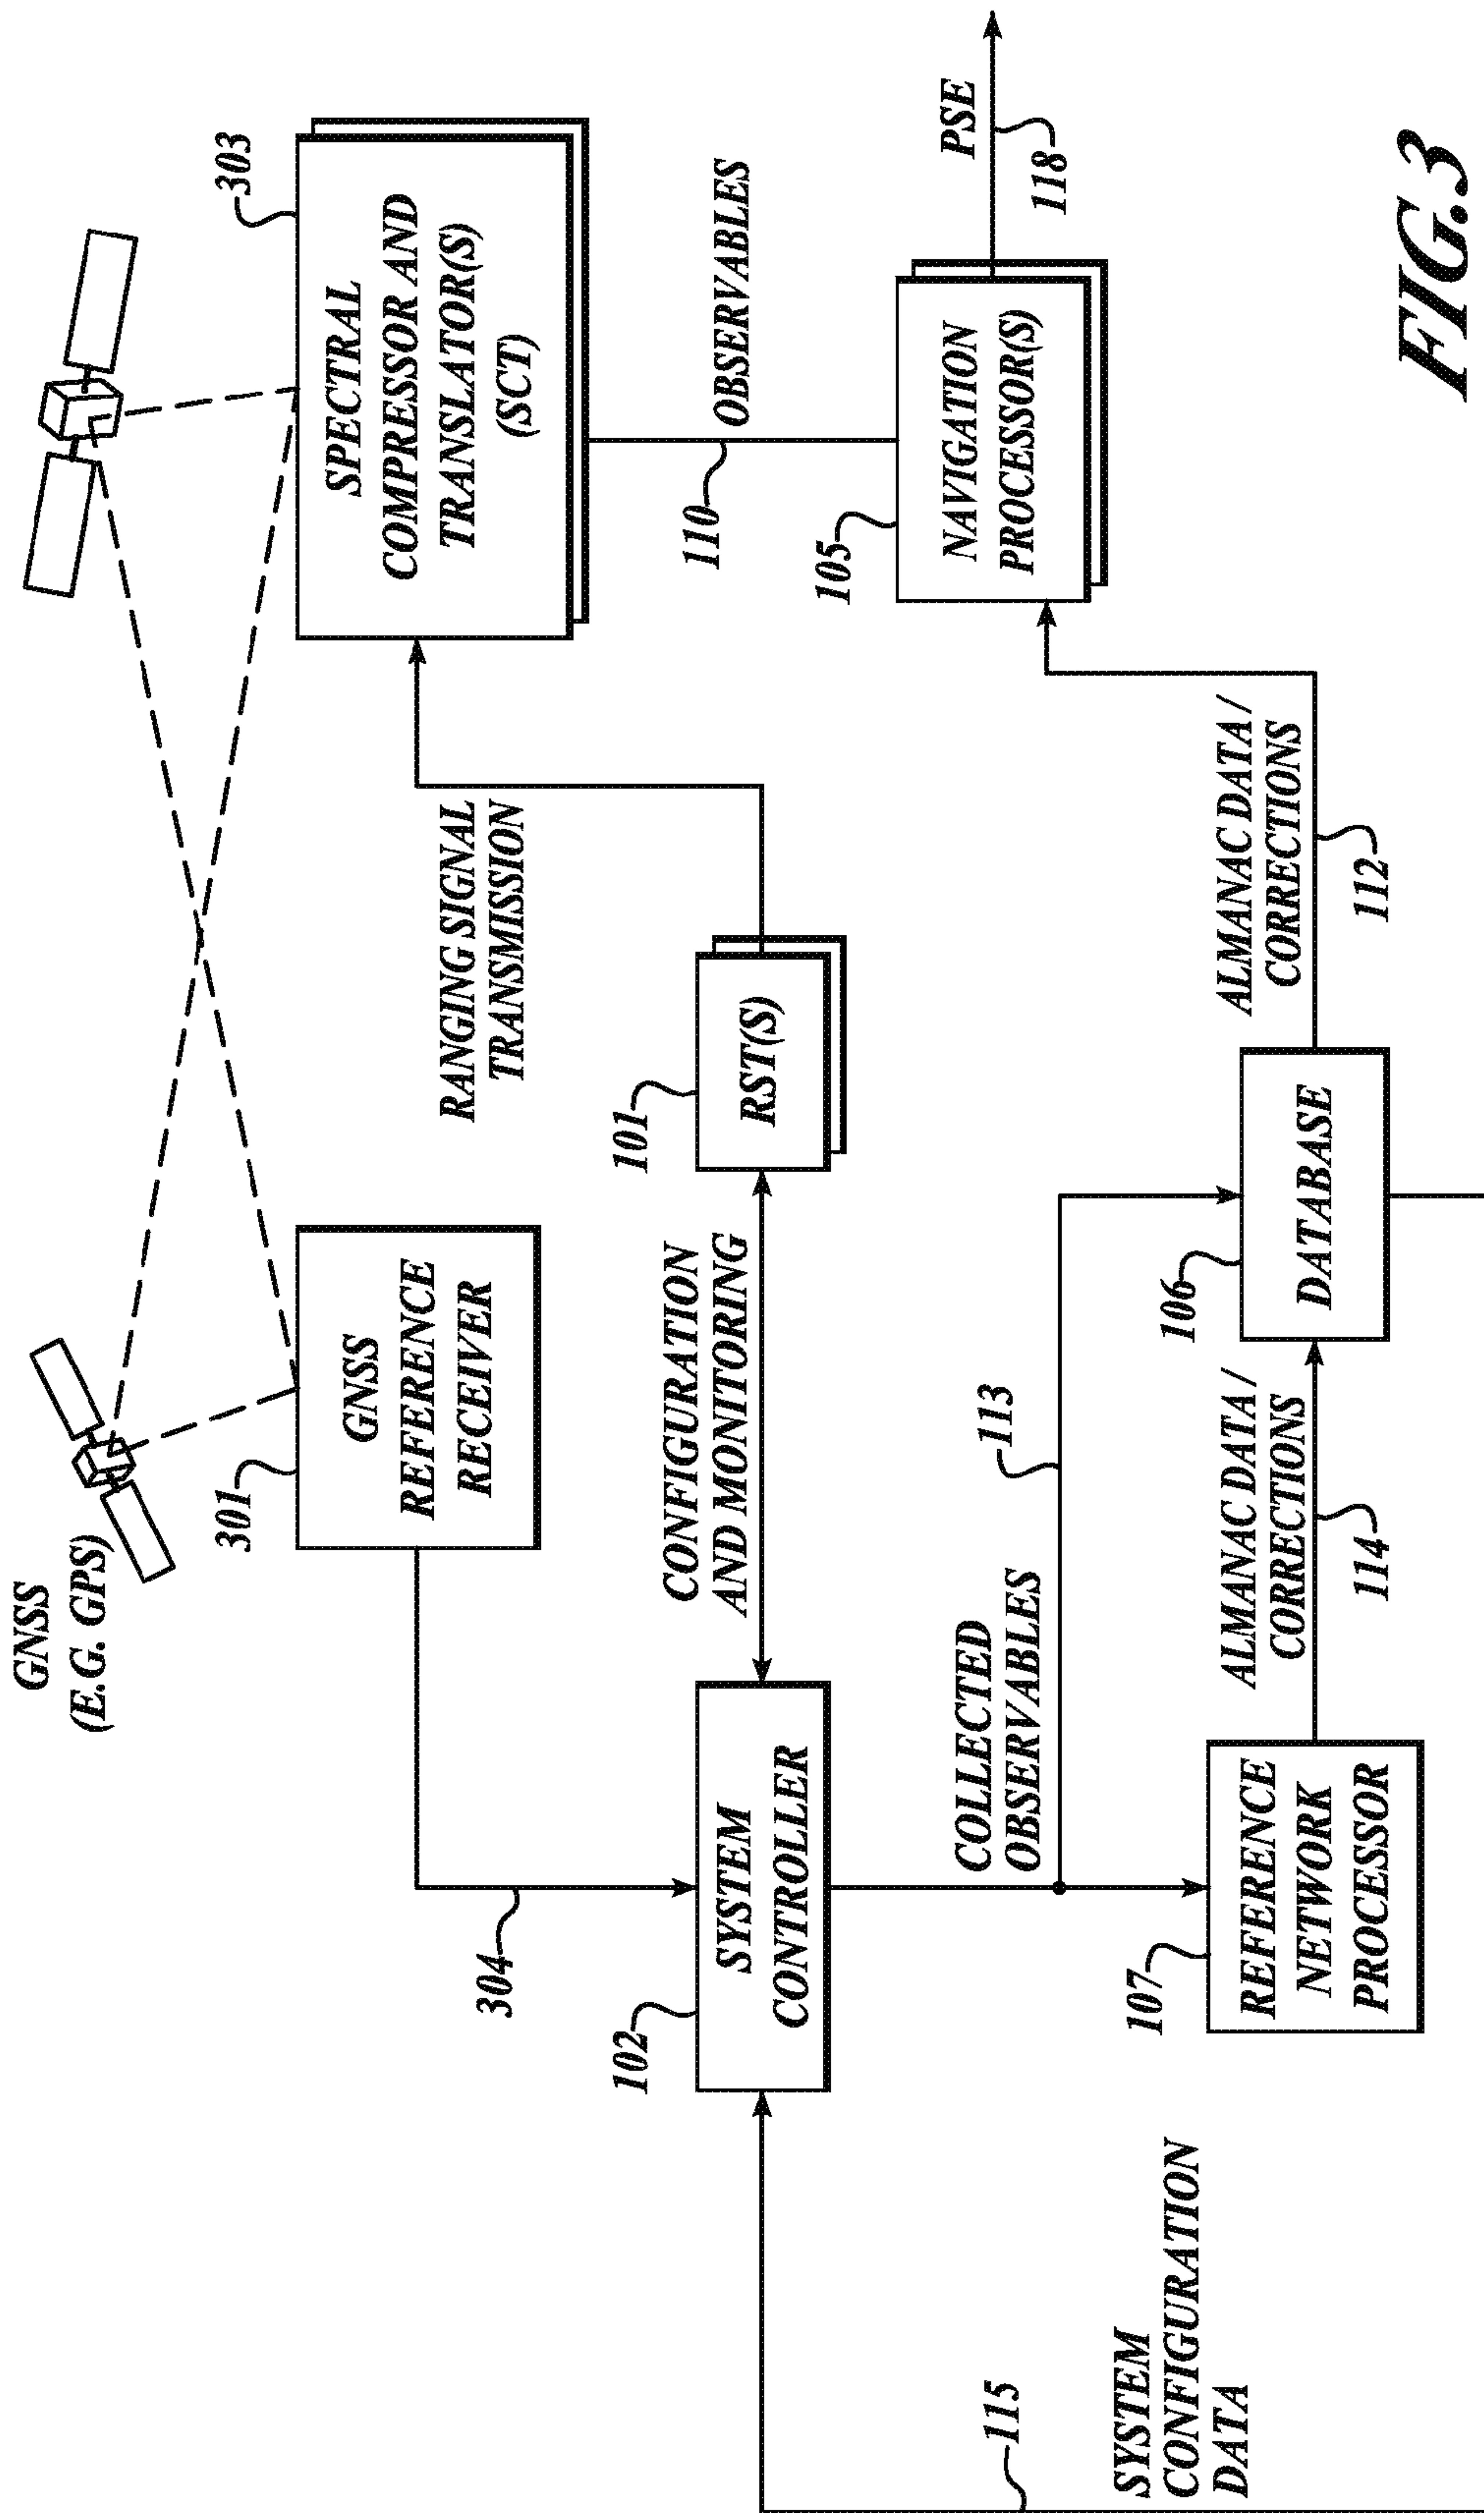 GNSS
(E.G. GPS)
301
GNSS
REFERENCE
RECEIVER
303
SPECTRAL
COMPRESSOR AND
TRANSLATOR(S)
(SCT)
304
RANGING SIGNAL
TRANSMISSION
102
SYSTEM
CONTROLLER
CONFIGURATION
AND MONITORING
101
RST(S)
110
OBSERVABLES
105
NAVIGATION
PROCESSOR(S)
PSE
118
COLLECTED
OBSERVABLES
113
115
SYSTEM
CONFIGURATION
DATA
107
REFERENCE
NETWORK
PROCESSOR
ALMANAC DATA /
CORRECTIONS
114
106
DATABASE
ALMANAC DATA /
CORRECTIONS
112
FIG.3